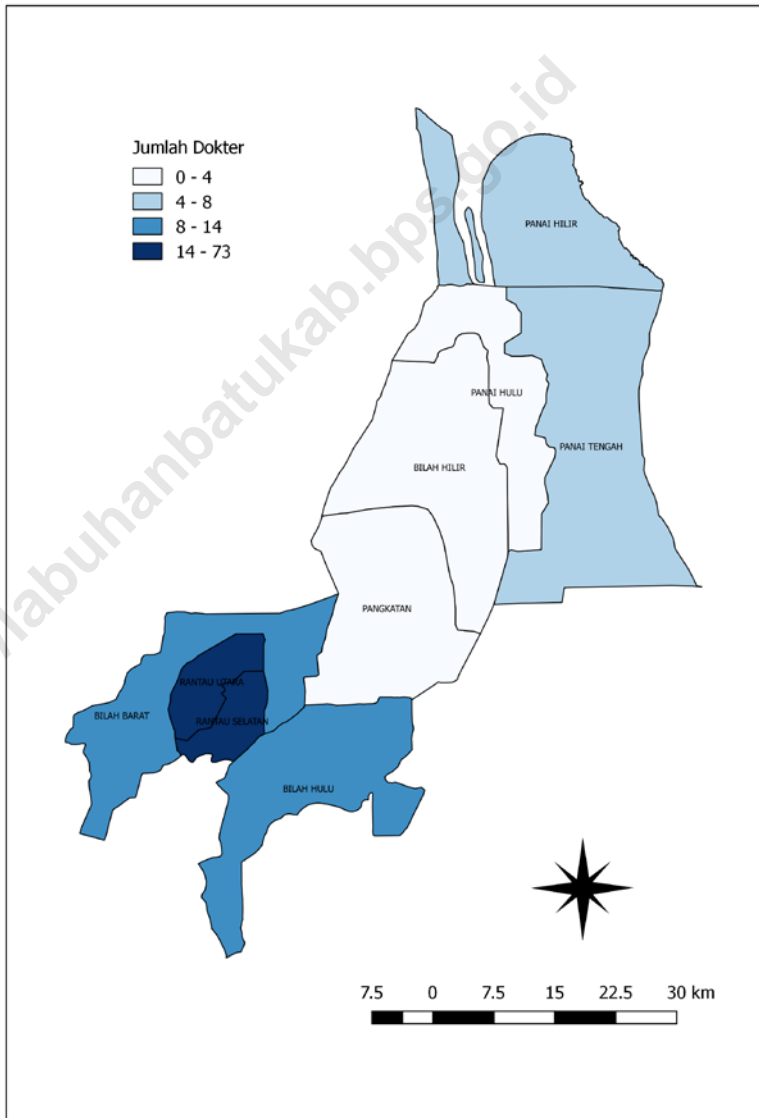 Jumlah Dokter
0 - 4
4 - 8
8 - 14
14 - 73
PANAI HILIR
PANAI HULU
PANAI TENGAH
BILAH HILIR
PANGKATAN
RANTAU UTARA
BILAH BARAT
RANTAU SELATAN
BILAH HULU
7.5 0 7.5 15 22.5 30 km
/labuhanbatukab.bps.go.id